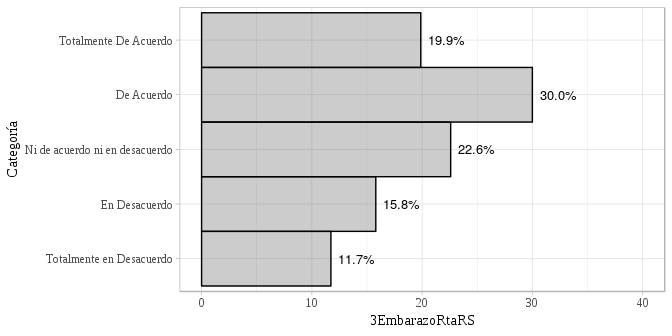 Totalmente De Acuerdo
19.9%
De Acuerdo
30.0%
Ni de acuerdo ni en desacuerdo
22.6%
En Desacuerdo
15.8%
Totalmente en Desacuerdo
11.7%
Categoría
0 10 20 30 40
3EmbarazoRtaRS